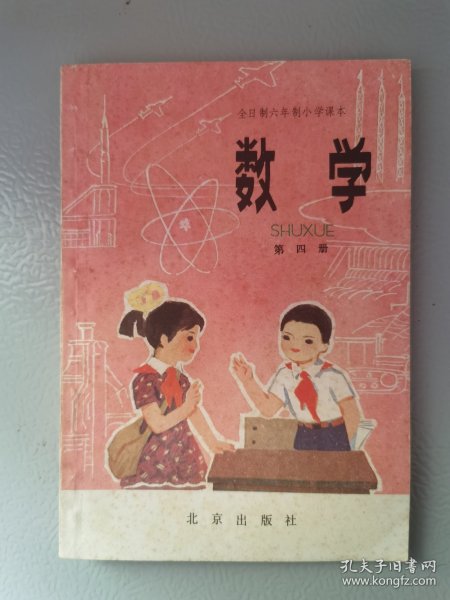 全日制六年制小学课本
数学
SHUXUE
第四册
北京出版社
孔夫子旧书网
www.kongfz.com